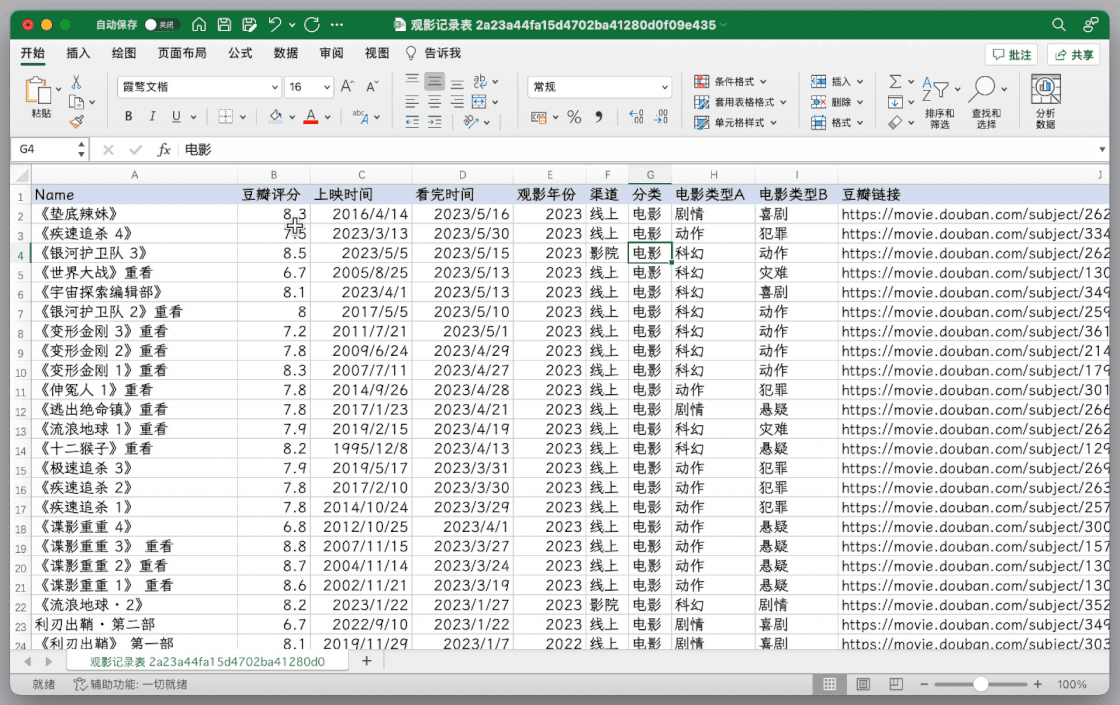 自动保存 关闭 观影记录表 2a23a44fa15d4702ba41280d0f09e435
开始 插入 绘图 页面布局 公式 数据 审阅 视图 告诉我 批注 共享
粘贴 霞鹜文楷 16 A A B I U A ab 常规 % 条件格式 套用表格格式 单元格样式 插入 删除 格式 排序和筛选 查找和选择 分析数据
G4 fx 电影
A B C D E F G H I J
1 Name 豆瓣评分 上映时间 看完时间 观影年份 渠道 分类 电影类型A 电影类型B 豆瓣链接
2 《垫底辣妹》 8.3 2016/4/14 2023/5/16 2023 线上 电影 剧情 喜剧 https://movie.douban.com/subject/262
3 《疾速追杀 4》 7.5 2023/3/13 2023/5/30 2023 线上 电影 动作 犯罪 https://movie.douban.com/subject/334
4 《银河护卫队 3》 8.5 2023/5/5 2023/5/15 2023 影院 电影 科幻 动作 https://movie.douban.com/subject/262
5 《世界大战》重看 6.7 2005/8/25 2023/5/13 2023 线上 电影 科幻 灾难 https://movie.douban.com/subject/130
6 《宇宙探索编辑部》 8.1 2023/4/1 2023/5/13 2023 线上 电影 科幻 喜剧 https://movie.douban.com/subject/349
7 《银河护卫队 2》重看 8 2017/5/5 2023/5/10 2023 线上 电影 科幻 动作 https://movie.douban.com/subject/259
8 《变形金刚 3》重看 7.2 2011/7/21 2023/5/1 2023 线上 电影 科幻 动作 https://movie.douban.com/subject/361
9 《变形金刚 2》重看 7.8 2009/6/24 2023/4/29 2023 线上 电影 科幻 动作 https://movie.douban.com/subject/214
10 《变形金刚 1》重看 8.3 2007/7/11 2023/4/27 2023 线上 电影 科幻 动作 https://movie.douban.com/subject/179
11 《伸冤人 1》重看 7.8 2014/9/26 2023/4/28 2023 线上 电影 动作 犯罪 https://movie.douban.com/subject/301
12 《逃出绝命镇》重看 7.8 2017/1/23 2023/4/21 2023 线上 电影 剧情 悬疑 https://movie.douban.com/subject/266
13 《流浪地球 1》重看 7.9 2019/2/15 2023/4/19 2023 线上 电影 科幻 灾难 https://movie.douban.com/subject/262
14 《十二猴子》重看 8.2 1995/12/8 2023/4/13 2023 线上 电影 科幻 悬疑 https://movie.douban.com/subject/129
15 《极速追杀 3》 7.9 2019/5/17 2023/3/31 2023 线上 电影 动作 犯罪 https://movie.douban.com/subject/269
16 《疾速追杀 2》 7.8 2017/2/10 2023/3/30 2023 线上 电影 动作 犯罪 https://movie.douban.com/subject/263
17 《疾速追杀 1》 7.8 2014/10/24 2023/3/29 2023 线上 电影 动作 犯罪 https://movie.douban.com/subject/257
18 《谍影重重 4》 6.8 2012/10/25 2023/4/1 2023 线上 电影 动作 悬疑 https://movie.douban.com/subject/300
19 《谍影重重 3》 重看 8.8 2007/11/15 2023/3/27 2023 线上 电影 动作 悬疑 https://movie.douban.com/subject/157
20 《谍影重重 2》重看 8.7 2004/11/14 2023/3/24 2023 线上 电影 动作 悬疑 https://movie.douban.com/subject/130
21 《谍影重重 1》 重看 8.6 2002/11/21 2023/3/19 2023 线上 电影 动作 悬疑 https://movie.douban.com/subject/130
22 《流浪地球·2》 8.2 2023/1/22 2023/1/27 2023 影院 电影 科幻 剧情 https://movie.douban.com/subject/352
23 利刃出鞘·第二部 6.7 2022/9/10 2023/1/22 2023 线上 电影 剧情 喜剧 https://movie.douban.com/subject/349
24 《利刃出鞘》 第一部 8.1 2019/11/29 2023/1/7 2022 线上 电影 剧情 喜剧 https://movie.douban.com/subject/303
观影记录表 2a23a44fa15d4702ba41280d0
就绪 辅助功能: 一切就绪 100%